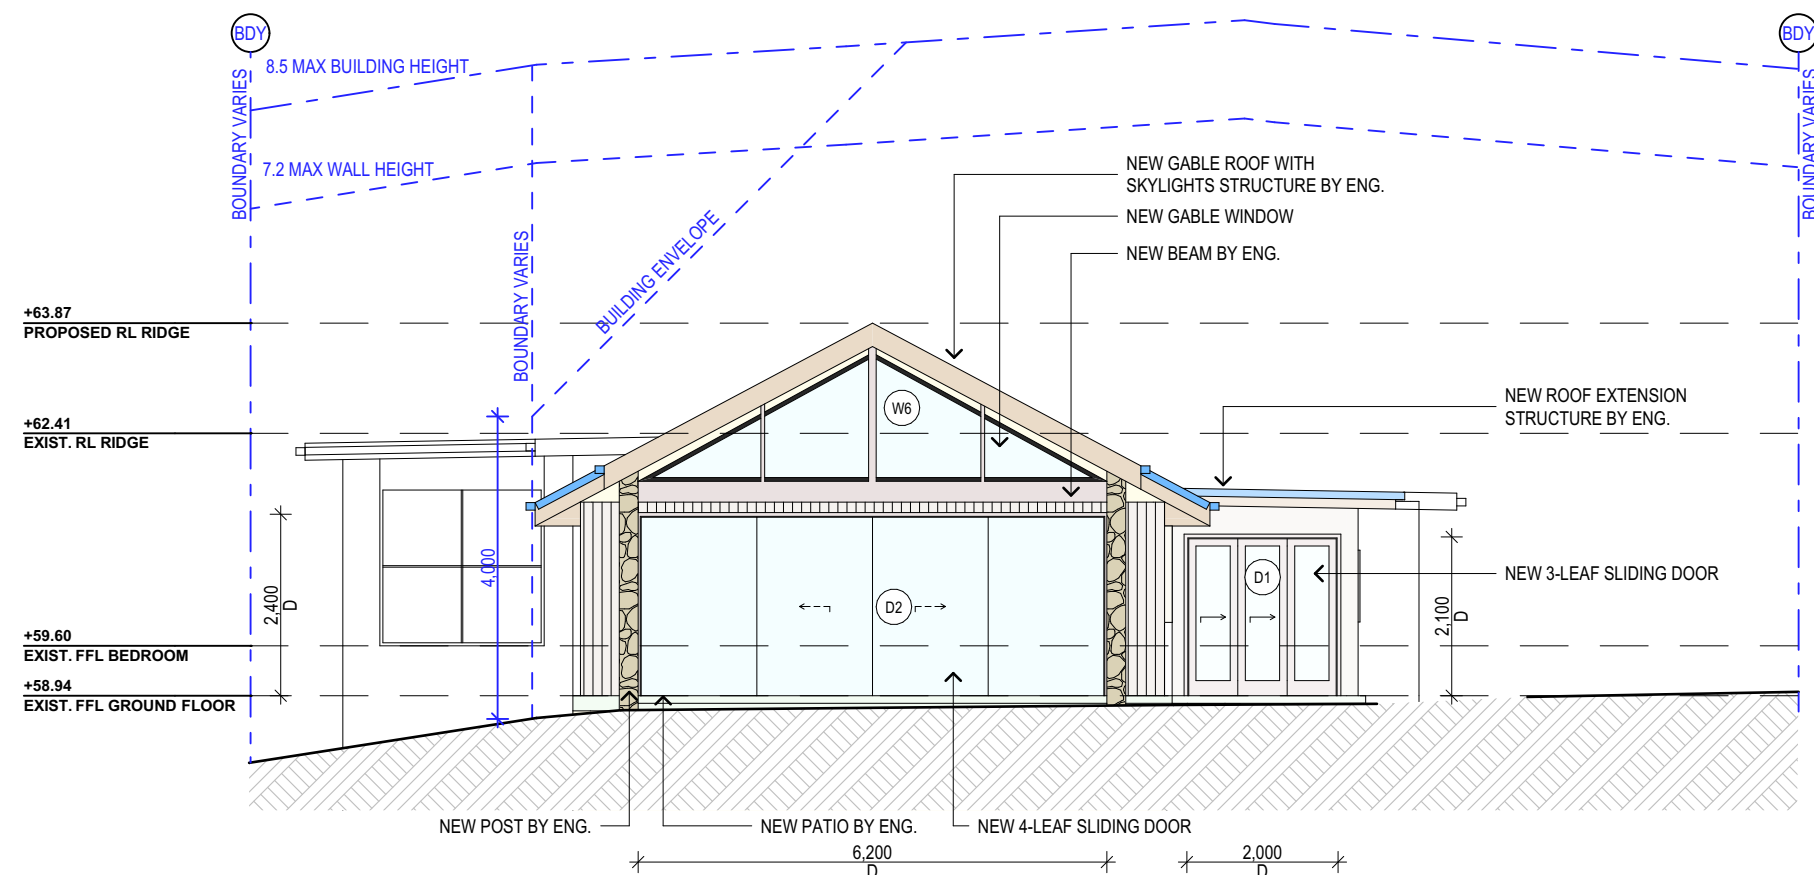 BDY
BDY
8.5 MAX BUILDING HEIGHT
BOUNDARY VARIES
BOUNDARY VARIES
7.2 MAX WALL HEIGHT
NEW GABLE ROOF WITH
SKYLIGHTS STRUCTURE BY ENG.
NEW GABLE WINDOW
NEW BEAM BY ENG.
BOUNDARY VARIES
BUILDING ENVELOPE
+63.87
PROPOSED RL RIDGE
+62.41
EXIST. RL RIDGE
W6
NEW ROOF EXTENSION
STRUCTURE BY ENG.
4,000
2,400
D
D2
D1
NEW 3-LEAF SLIDING DOOR
2,100
D
+59.60
EXIST. FFL BEDROOM
+58.94
EXIST. FFL GROUND FLOOR
NEW POST BY ENG.
NEW PATIO BY ENG.
NEW 4-LEAF SLIDING DOOR
6,200
D
2,000
D